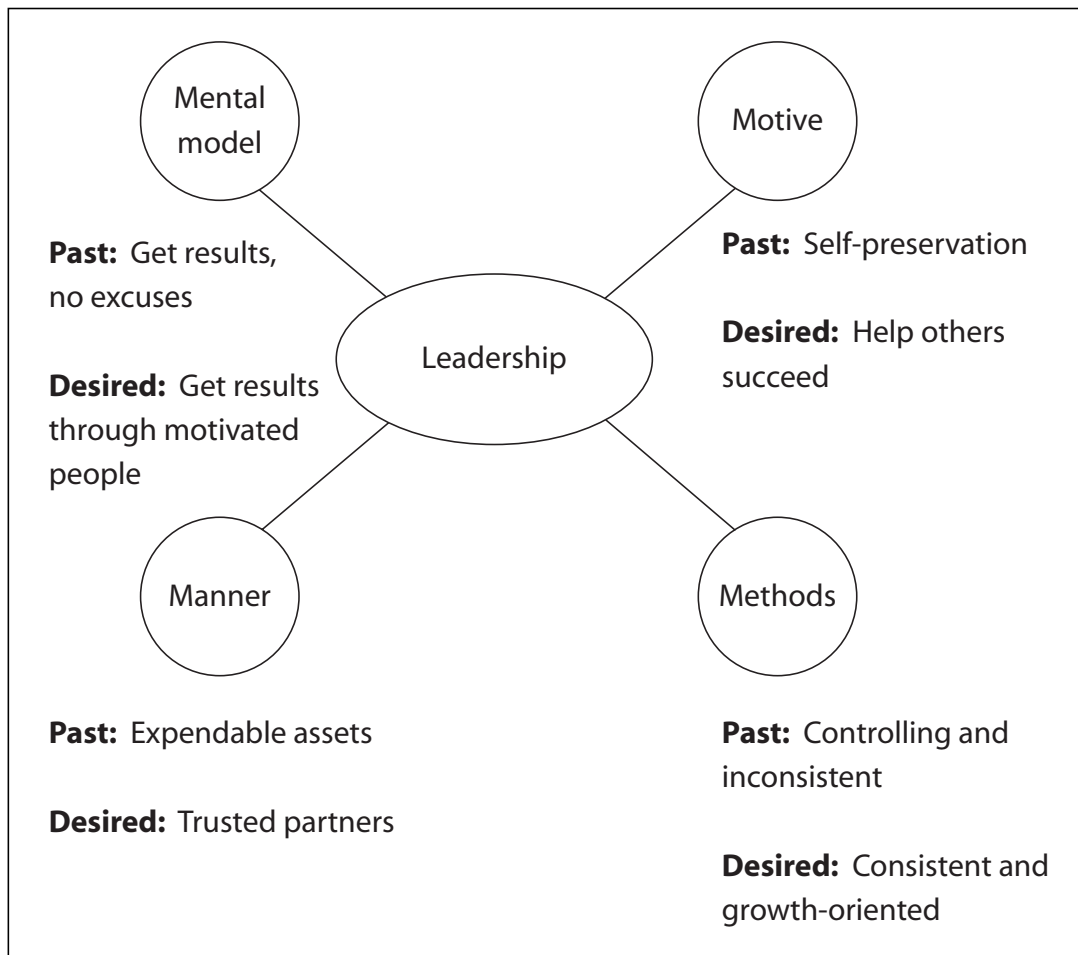 Mental
model
Past: Get results,
no excuses
Desired: Get results
through motivated
people
Motive
Past: Self-preservation
Desired: Help others
succeed
Leadership
Manner
Past: Expendable assets
Desired: Trusted partners
Methods
Past: Controlling and
inconsistent
Desired: Consistent and
growth-oriented